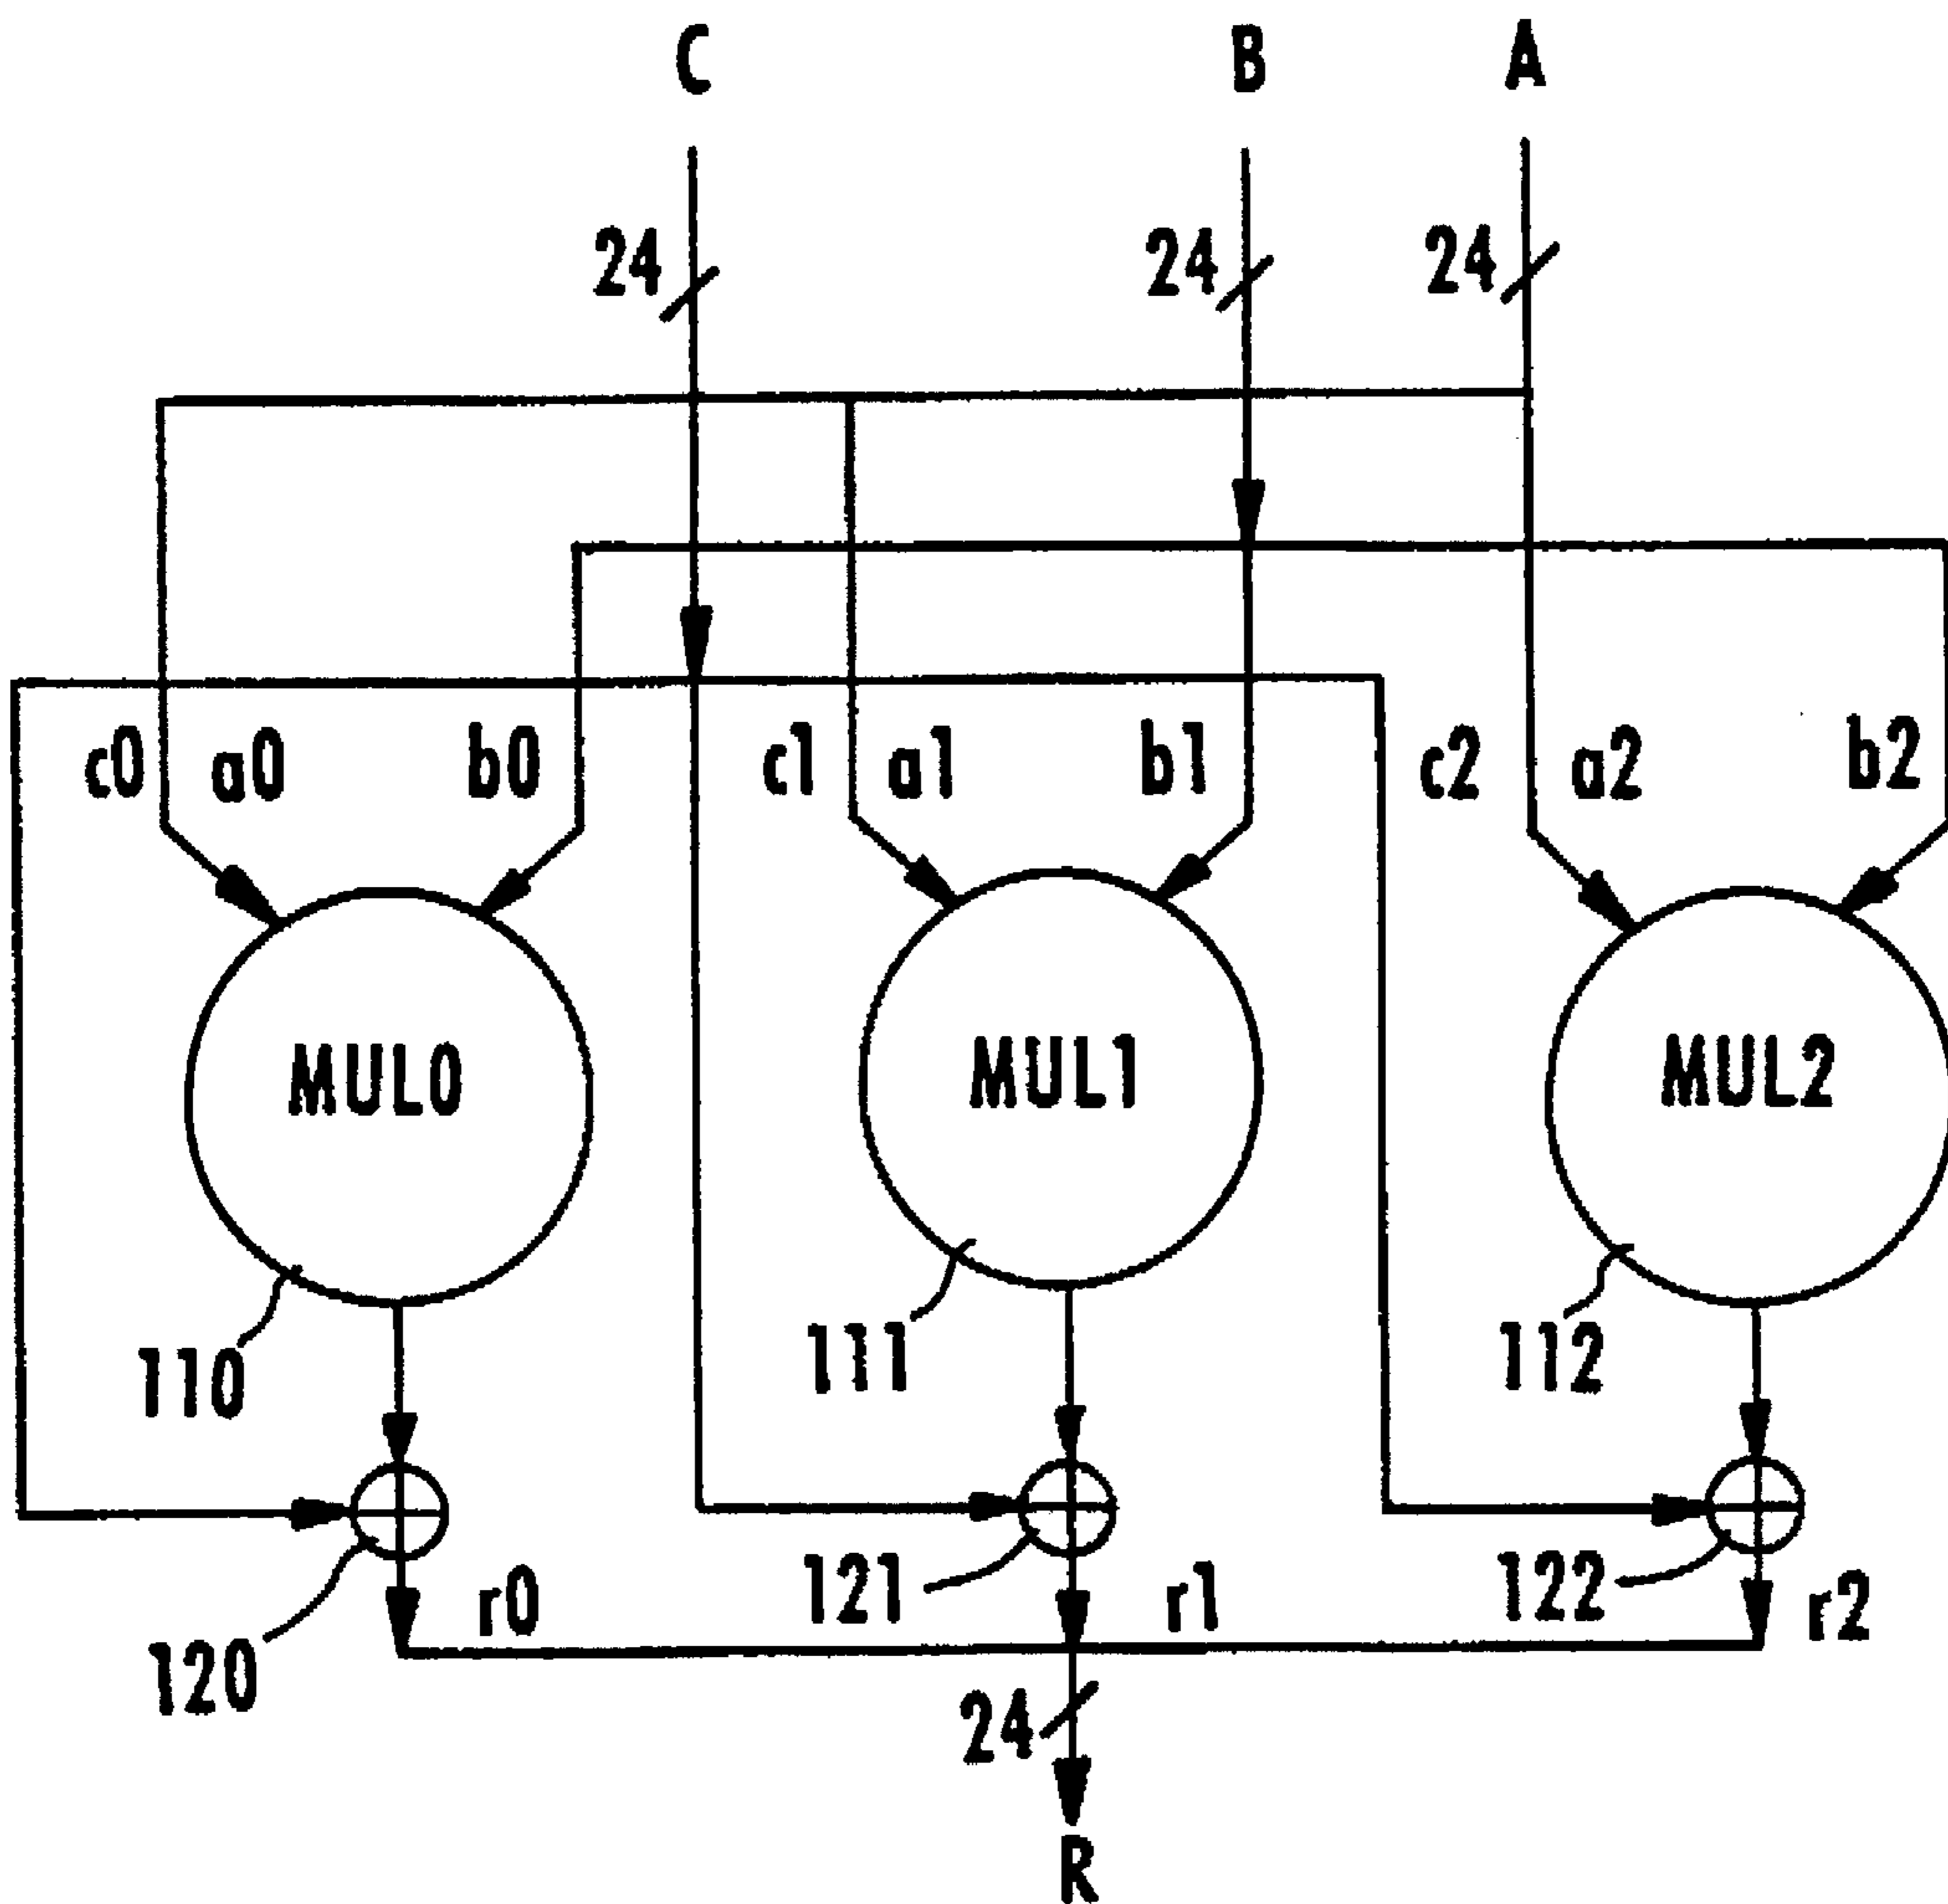 C B A
24 24 24
c0 a0 b0 c1 a1 b1 c2 a2 b2
MUL0 MUL1 MUL2
110 111 112
120 r0 121 r1 122 r2
24
R